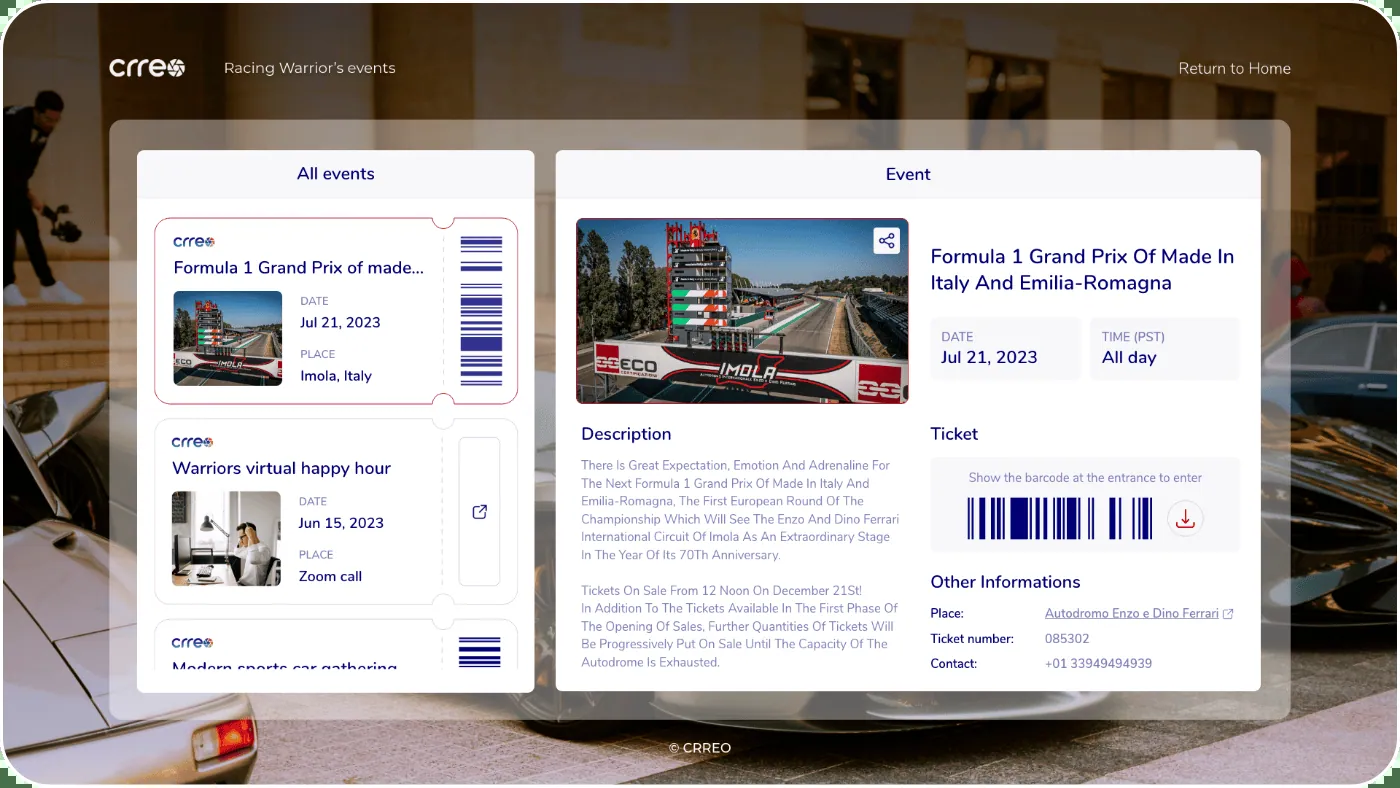 crreo
Racing Warrior's events
Return to Home
All events
crreo
Formula 1 Grand Prix of made...
DATE
Jul 21, 2023
PLACE
Imola, Italy
crreo
Warriors virtual happy hour
DATE
Jun 15, 2023
PLACE
Zoom call
crreo
Modern sports car gathering
Event
ECO
IMOLA
Formula 1 Grand Prix Of Made In
Italy And Emilia-Romagna
DATE
Jul 21, 2023
TIME (PST)
All day
Description
There Is Great Expectation, Emotion And Adrenaline For
The Next Formula 1 Grand Prix Of Made In Italy And
Emilia-Romagna, The First European Round Of The
Championship Which Will See The Enzo And Dino Ferrari
International Circuit Of Imola As An Extraordinary Stage
In The Year Of Its 70Th Anniversary.
Tickets On Sale From 12 Noon On December 21St!
In Addition To The Tickets Available In The First Phase Of
The Opening Of Sales, Further Quantities Of Tickets Will
Be Progressively Put On Sale Until The Capacity Of The
Autodrome Is Exhausted.
Ticket
Show the barcode at the entrance to enter
Other Informations
Place: Autodromo Enzo e Dino Ferrari
Ticket number: 085302
Contact: +01 33949494939
© CRREO